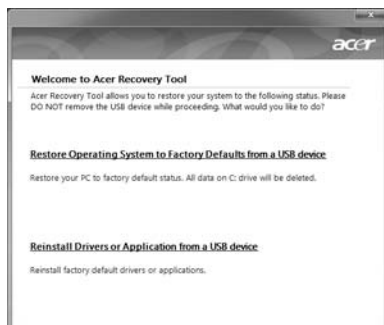 acer
Welcome to Acer Recovery Tool
Acer Recovery Tool allows you to restore your system to the following status. Please
DO NOT remove the USB device while proceeding. What would you like to do?
Restore Operating System to Factory Defaults from a USB device
Restore your PC to factory default status. All data on C: drive will be deleted.
Reinstall Drivers or Application from a USB device
Reinstall factory default drivers or applications.